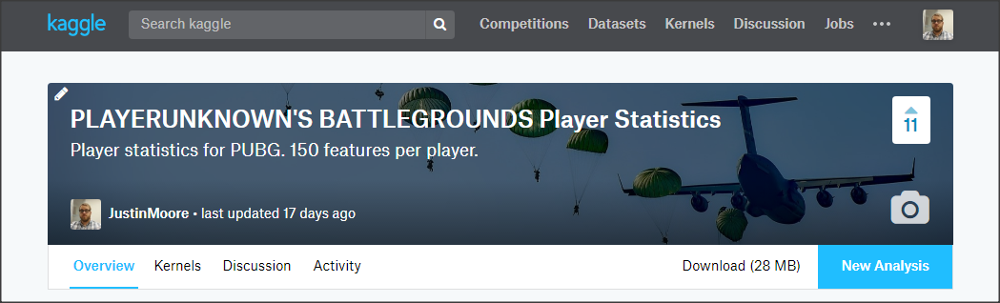 kaggle Search kaggle Competitions Datasets Kernels Discussion Jobs •••
PLAYERUNKNOWN'S BATTLEGROUNDS Player Statistics
11
Player statistics for PUBG. 150 features per player.
JustinMoore • last updated 17 days ago
Overview Kernels Discussion Activity Download (28 MB) New Analysis